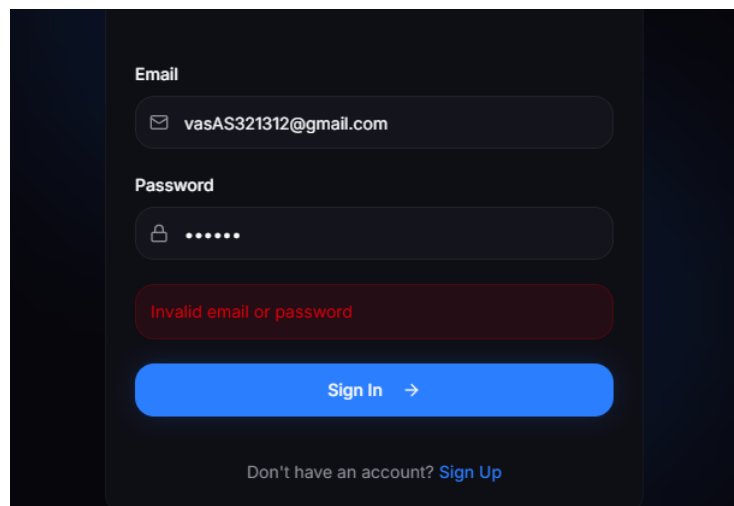 Email
vasAS321312@gmail.com
Password
••••••
Invalid email or password
Sign In →
Don't have an account? Sign Up